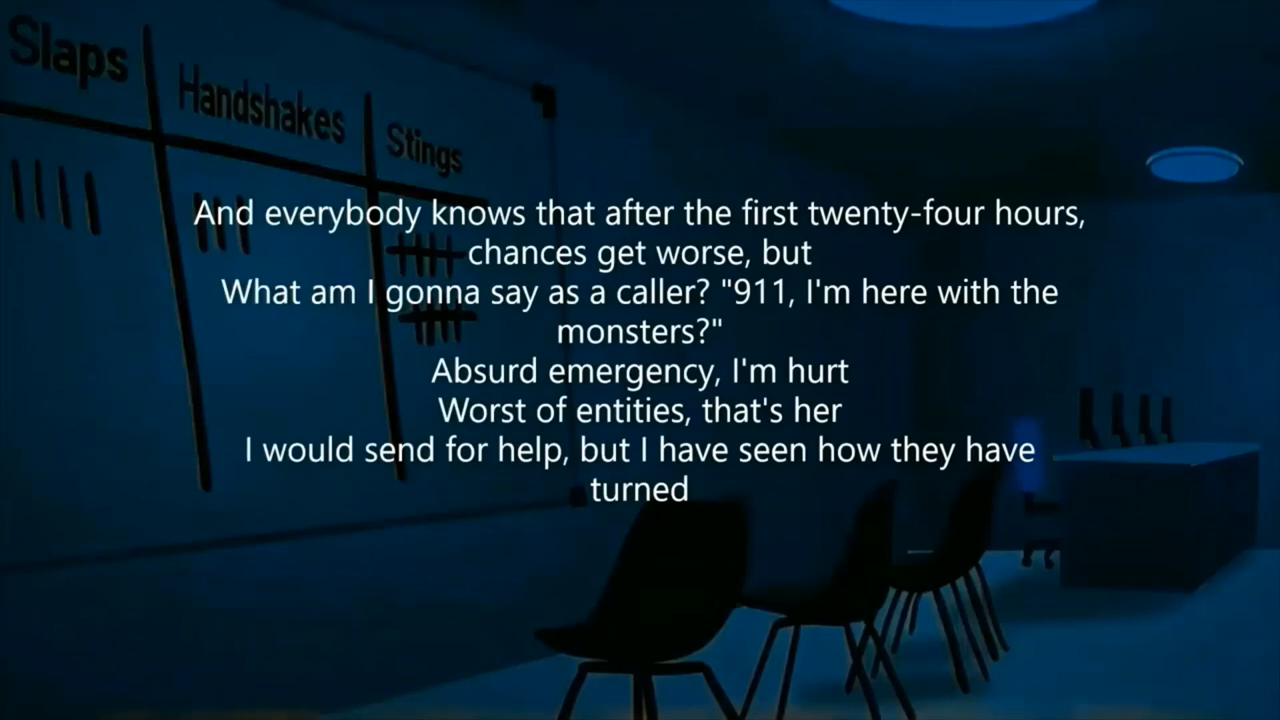 Slaps
Handshakes
Stings
And everybody knows that after the first twenty-four hours,
chances get worse, but
What am I gonna say as a caller? "911, I'm here with the
monsters?"
Absurd emergency, I'm hurt
Worst of entities, that's her
I would send for help, but I have seen how they have
turned